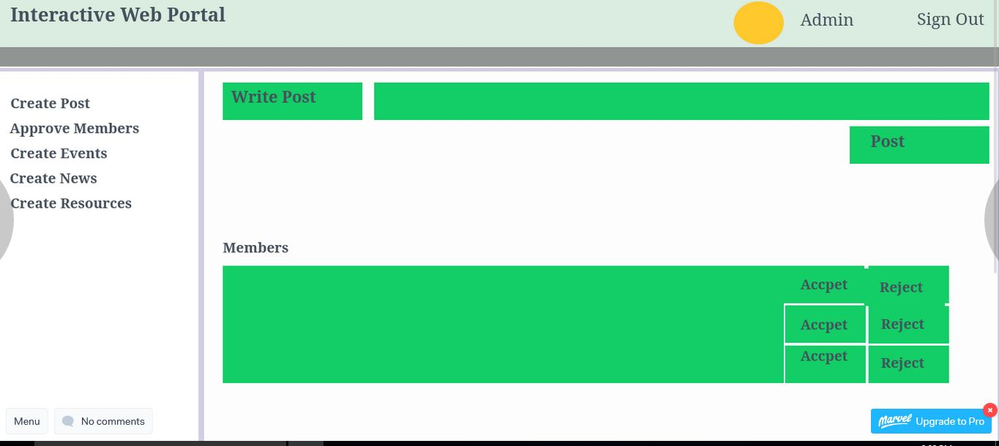 Interactive Web Portal
Admin
Sign Out
Create Post
Approve Members
Create Events
Create News
Create Resources
Write Post
Post
Members
Accpet
Reject
Accpet
Reject
Accpet
Reject
Menu
No comments
Marvel Upgrade to Pro